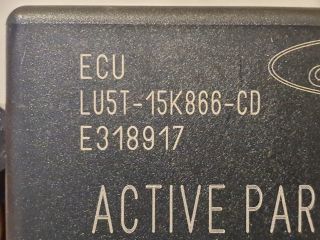 ECU
LU5T-15K866-CD
E318917
ACTIVE PAR